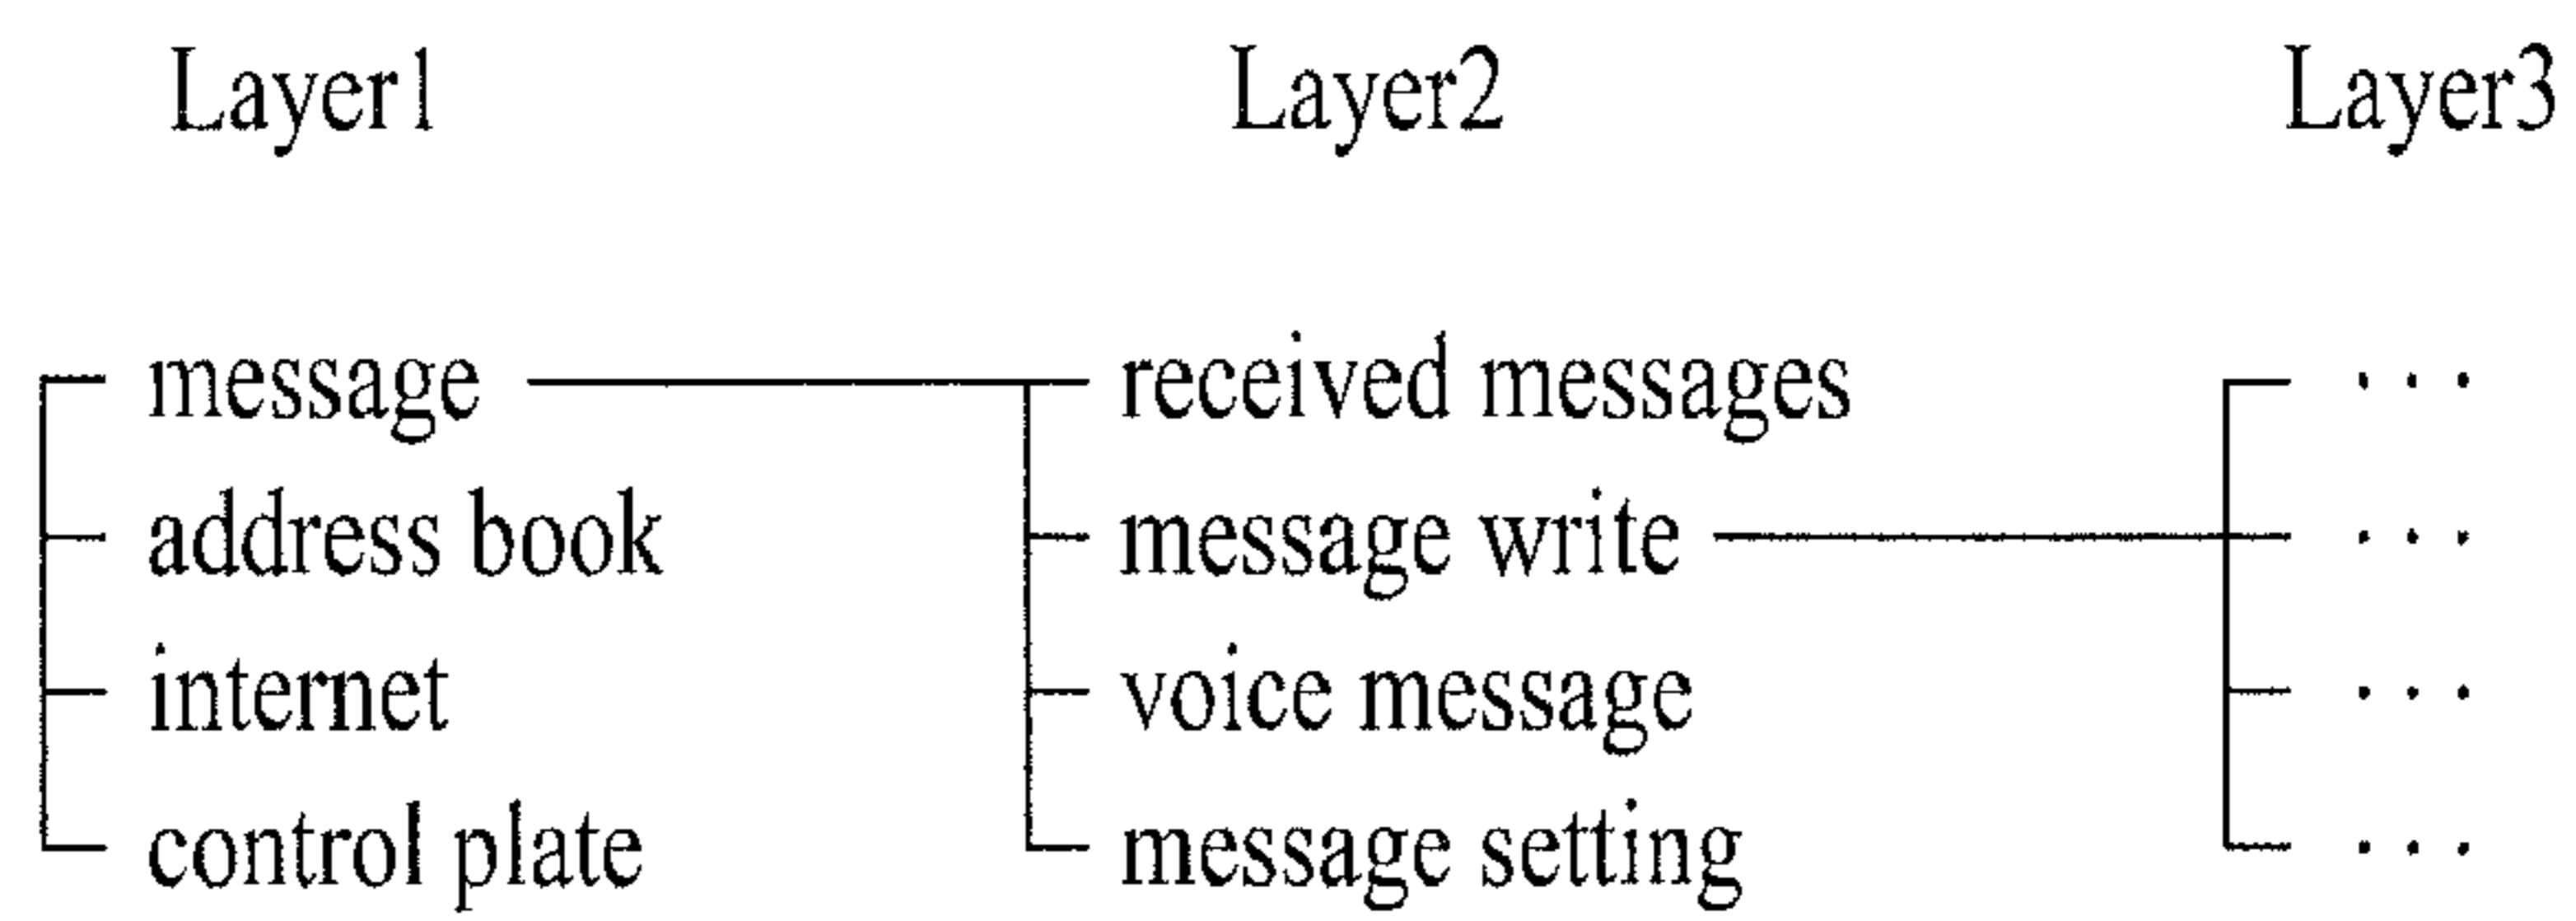 Layer1 Layer2 Layer3
message received messages . . .
address book message write . . .
internet voice message . . .
control plate message setting . . .